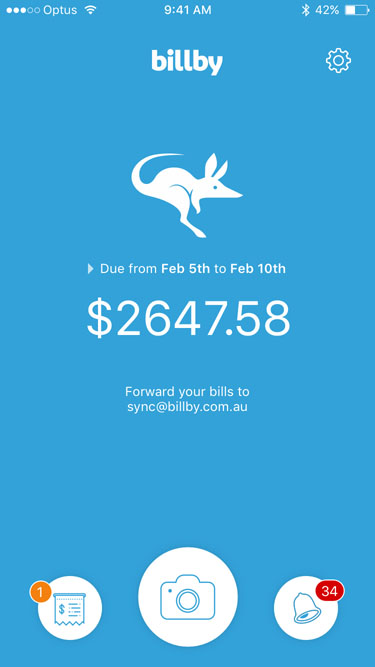 Optus 9:41 AM 42%
billby
Due from Feb 5th to Feb 10th
$2647.58
Forward your bills to
sync@billby.com.au
1
$
34